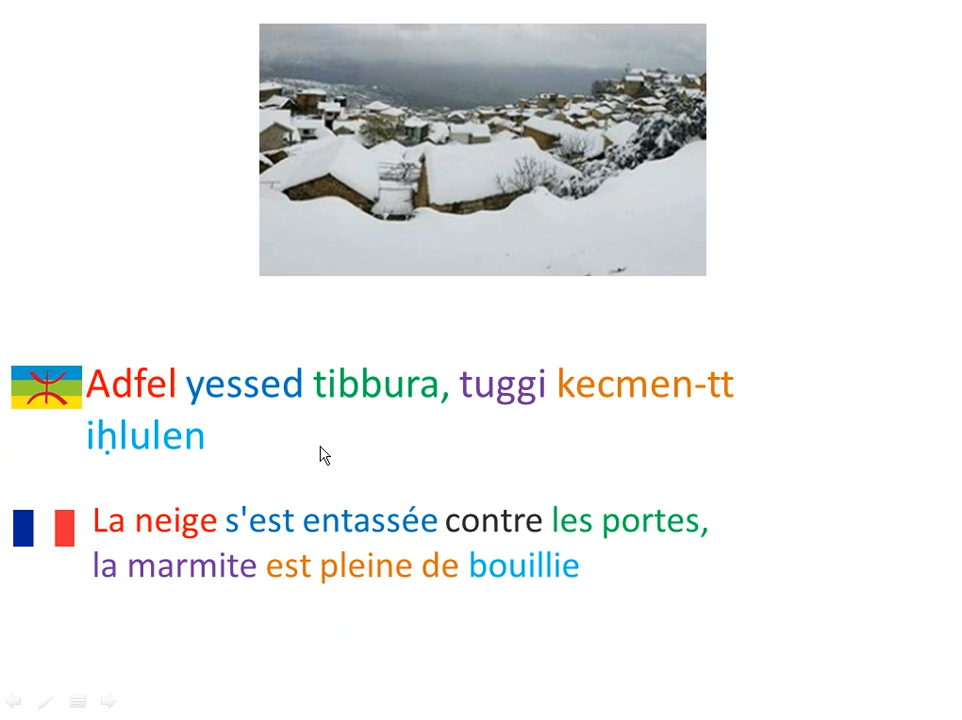 Adfel yessed tibbura, tuggi kecmen-tt
iḥlulen
La neige s'est entassée contre les portes,
la marmite est pleine de bouillie